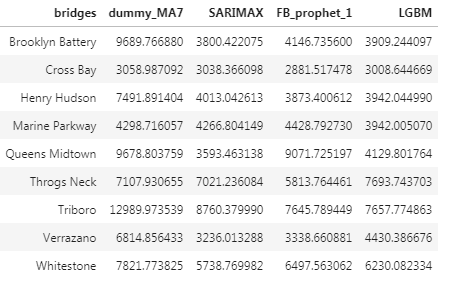 bridges dummy_MA7 SARIMAX FB_prophet_1 LGBM
Brooklyn Battery 9689.766880 3800.422075 4146.735600 3909.244097
Cross Bay 3058.987092 3038.366098 2881.517478 3008.644669
Henry Hudson 7491.891404 4013.042613 3873.400612 3942.044990
Marine Parkway 4298.716057 4266.804149 4428.792730 3942.005070
Queens Midtown 9678.803759 3593.463138 9071.725197 4129.801764
Throgs Neck 7107.930655 7021.236084 5813.764461 7693.743703
Triboro 12989.973539 8760.379990 7645.789449 7657.774863
Verrazano 6814.856433 3236.013288 3338.660881 4430.386676
Whitestone 7821.773825 5738.769982 6497.563062 6230.082334